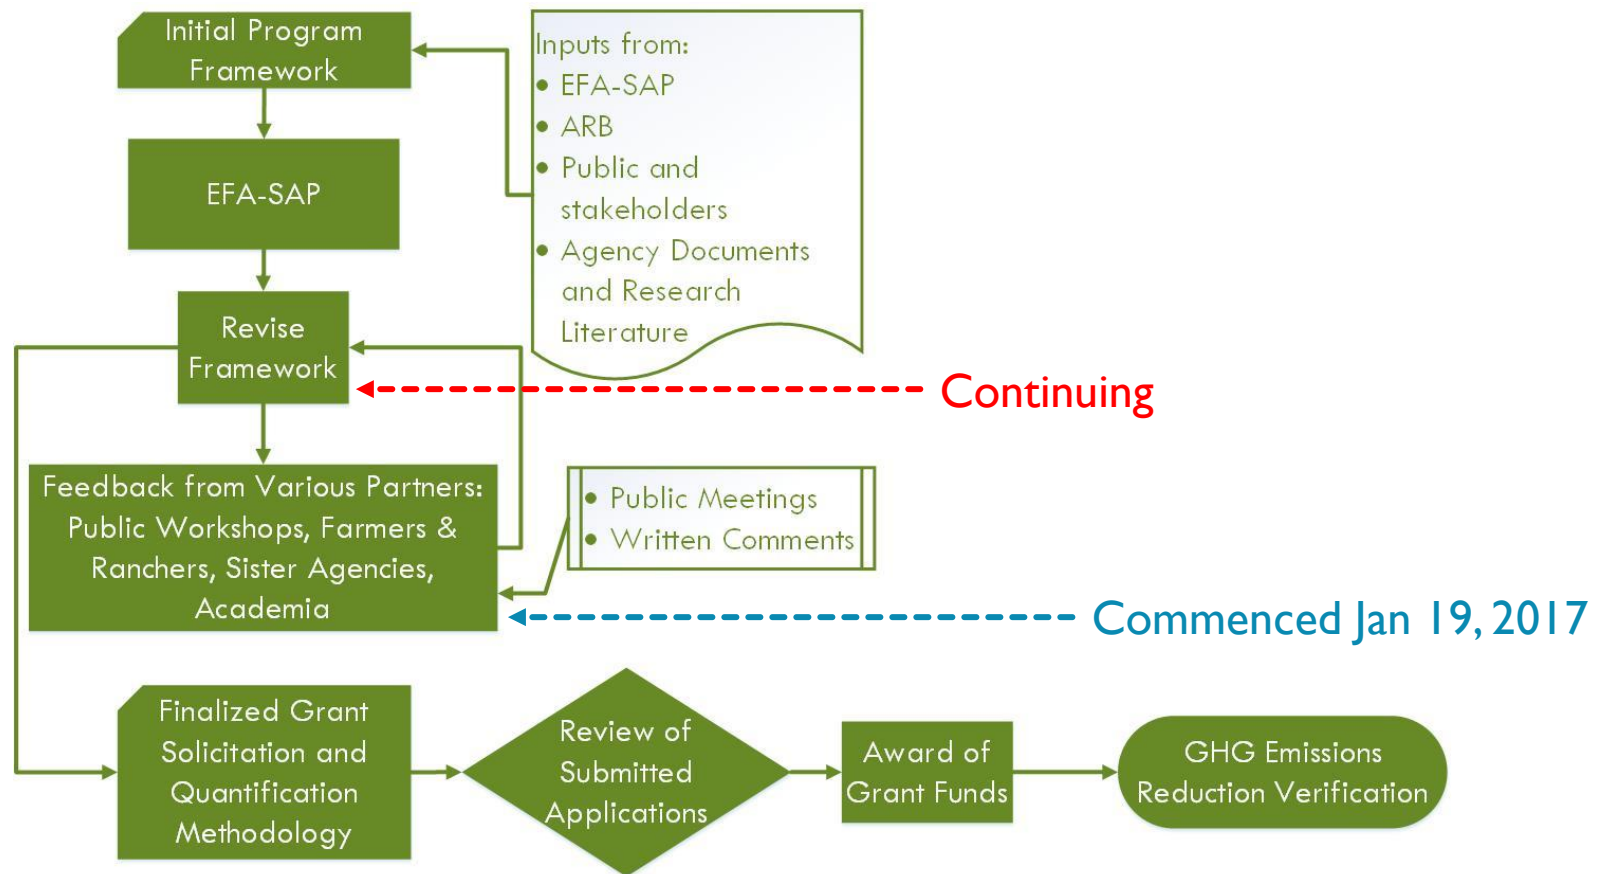 Initial Program
Framework
Inputs from:
• EFA-SAP
• ARB
• Public and
stakeholders
• Agency Documents
and Research
Literature
EFA-SAP
Revise
Framework
Continuing
Feedback from Various Partners:
Public Workshops, Farmers &
Ranchers, Sister Agencies,
Academia
• Public Meetings
• Written Comments
Commenced Jan 19, 2017
Finalized Grant
Solicitation and
Quantification
Methodology
Review of
Submitted
Applications
Award of
Grant Funds
GHG Emissions
Reduction Verification